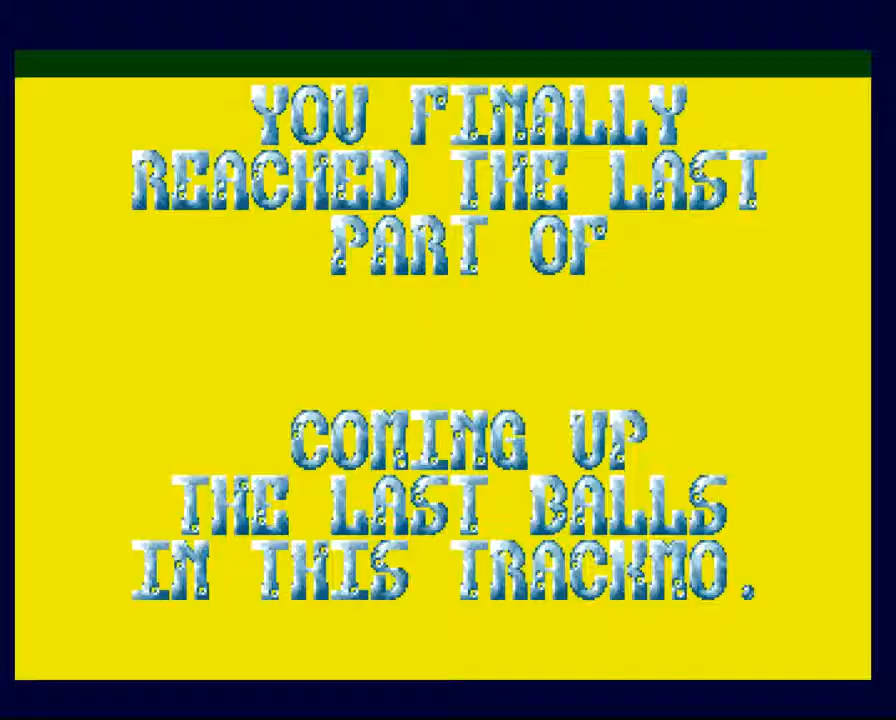 YOU FINALLY
REACHED THE LAST
PART OF
COMING UP
THE LAST BALLS
IN THIS TRACKMO.